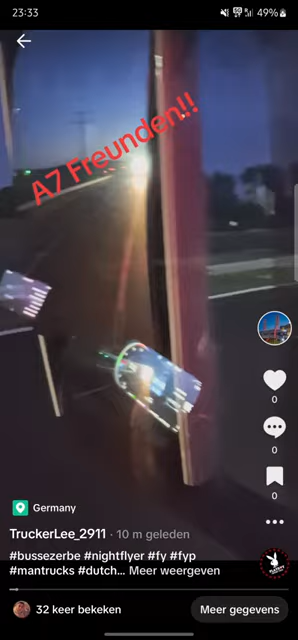 23:33
49%
A7 Freunden!!
0
0
0
Germany
TruckerLee_2911 · 10 m geleden
#bussezerbe #nightflyer #fy #fyp
#mantrucks #dutch... Meer weergeven
32 keer bekeken
Meer gegevens